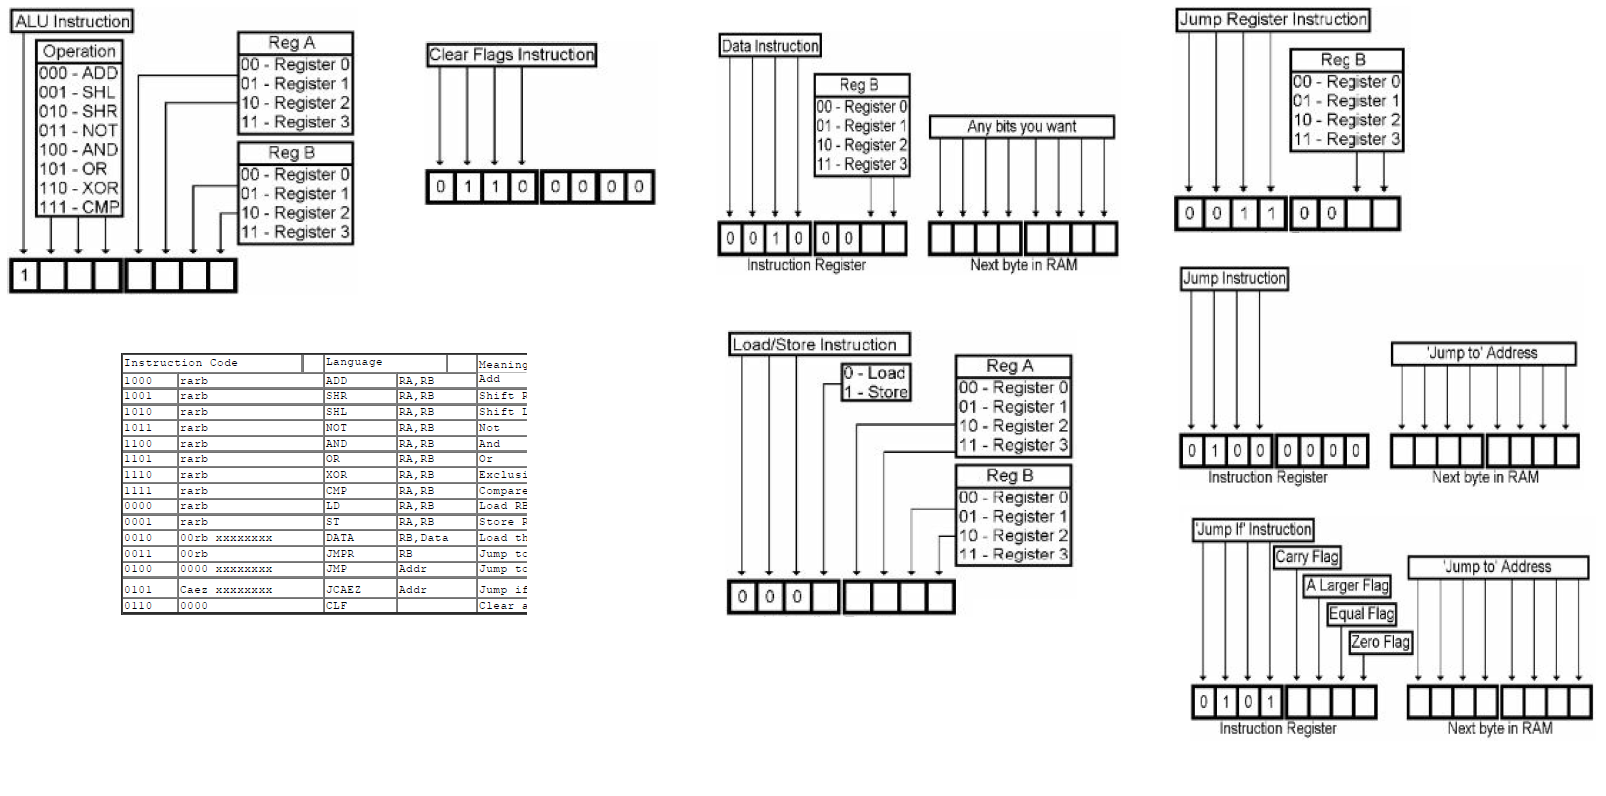 ALU Instruction
Operation
000 - ADD
001 - SHL
010 - SHR
011 - NOT
100 - AND
101 - OR
110 - XOR
111 - CMP
Reg A
00 - Register 0
01 - Register 1
10 - Register 2
11 - Register 3
Reg B
00 - Register 0
01 - Register 1
10 - Register 2
11 - Register 3
1
Clear Flags Instruction
0 1 1 0 0 0 0 0
Data Instruction
Reg B
00 - Register 0
01 - Register 1
10 - Register 2
11 - Register 3
Any bits you want
0 0 1 0 0 0
Instruction Register
Next byte in RAM
Jump Register Instruction
Reg B
00 - Register 0
01 - Register 1
10 - Register 2
11 - Register 3
0 0 1 1 0 0
Jump Instruction
'Jump to' Address
0 1 0 0 0 0 0 0
Instruction Register
Next byte in RAM
Instruction Code Language Meaning
1000 rarb ADD RA,RB Add
1001 rarb SHR RA,RB Shift R
1010 rarb SHL RA,RB Shift L
1011 rarb NOT RA,RB Not
1100 rarb AND RA,RB And
1101 rarb OR RA,RB Or
1110 rarb XOR RA,RB Exclusi
1111 rarb CMP RA,RB Compare
0000 rarb LD RA,RB Load RB
0001 rarb ST RA,RB Store R
0010 00rb xxxxxxxx DATA RB,Data Load th
0011 00rb JMPR RB Jump to
0100 0000 xxxxxxxx JMP Addr Jump to
0101 Caez xxxxxxxx JCAEZ Addr Jump if
0110 0000 CLF Clear a
Load/Store Instruction
0 - Load
1 - Store
Reg A
00 - Register 0
01 - Register 1
10 - Register 2
11 - Register 3
Reg B
00 - Register 0
01 - Register 1
10 - Register 2
11 - Register 3
0 0 0
'Jump If' Instruction
Carry Flag
A Larger Flag
Equal Flag
Zero Flag
'Jump to' Address
0 1 0 1
Instruction Register
Next byte in RAM